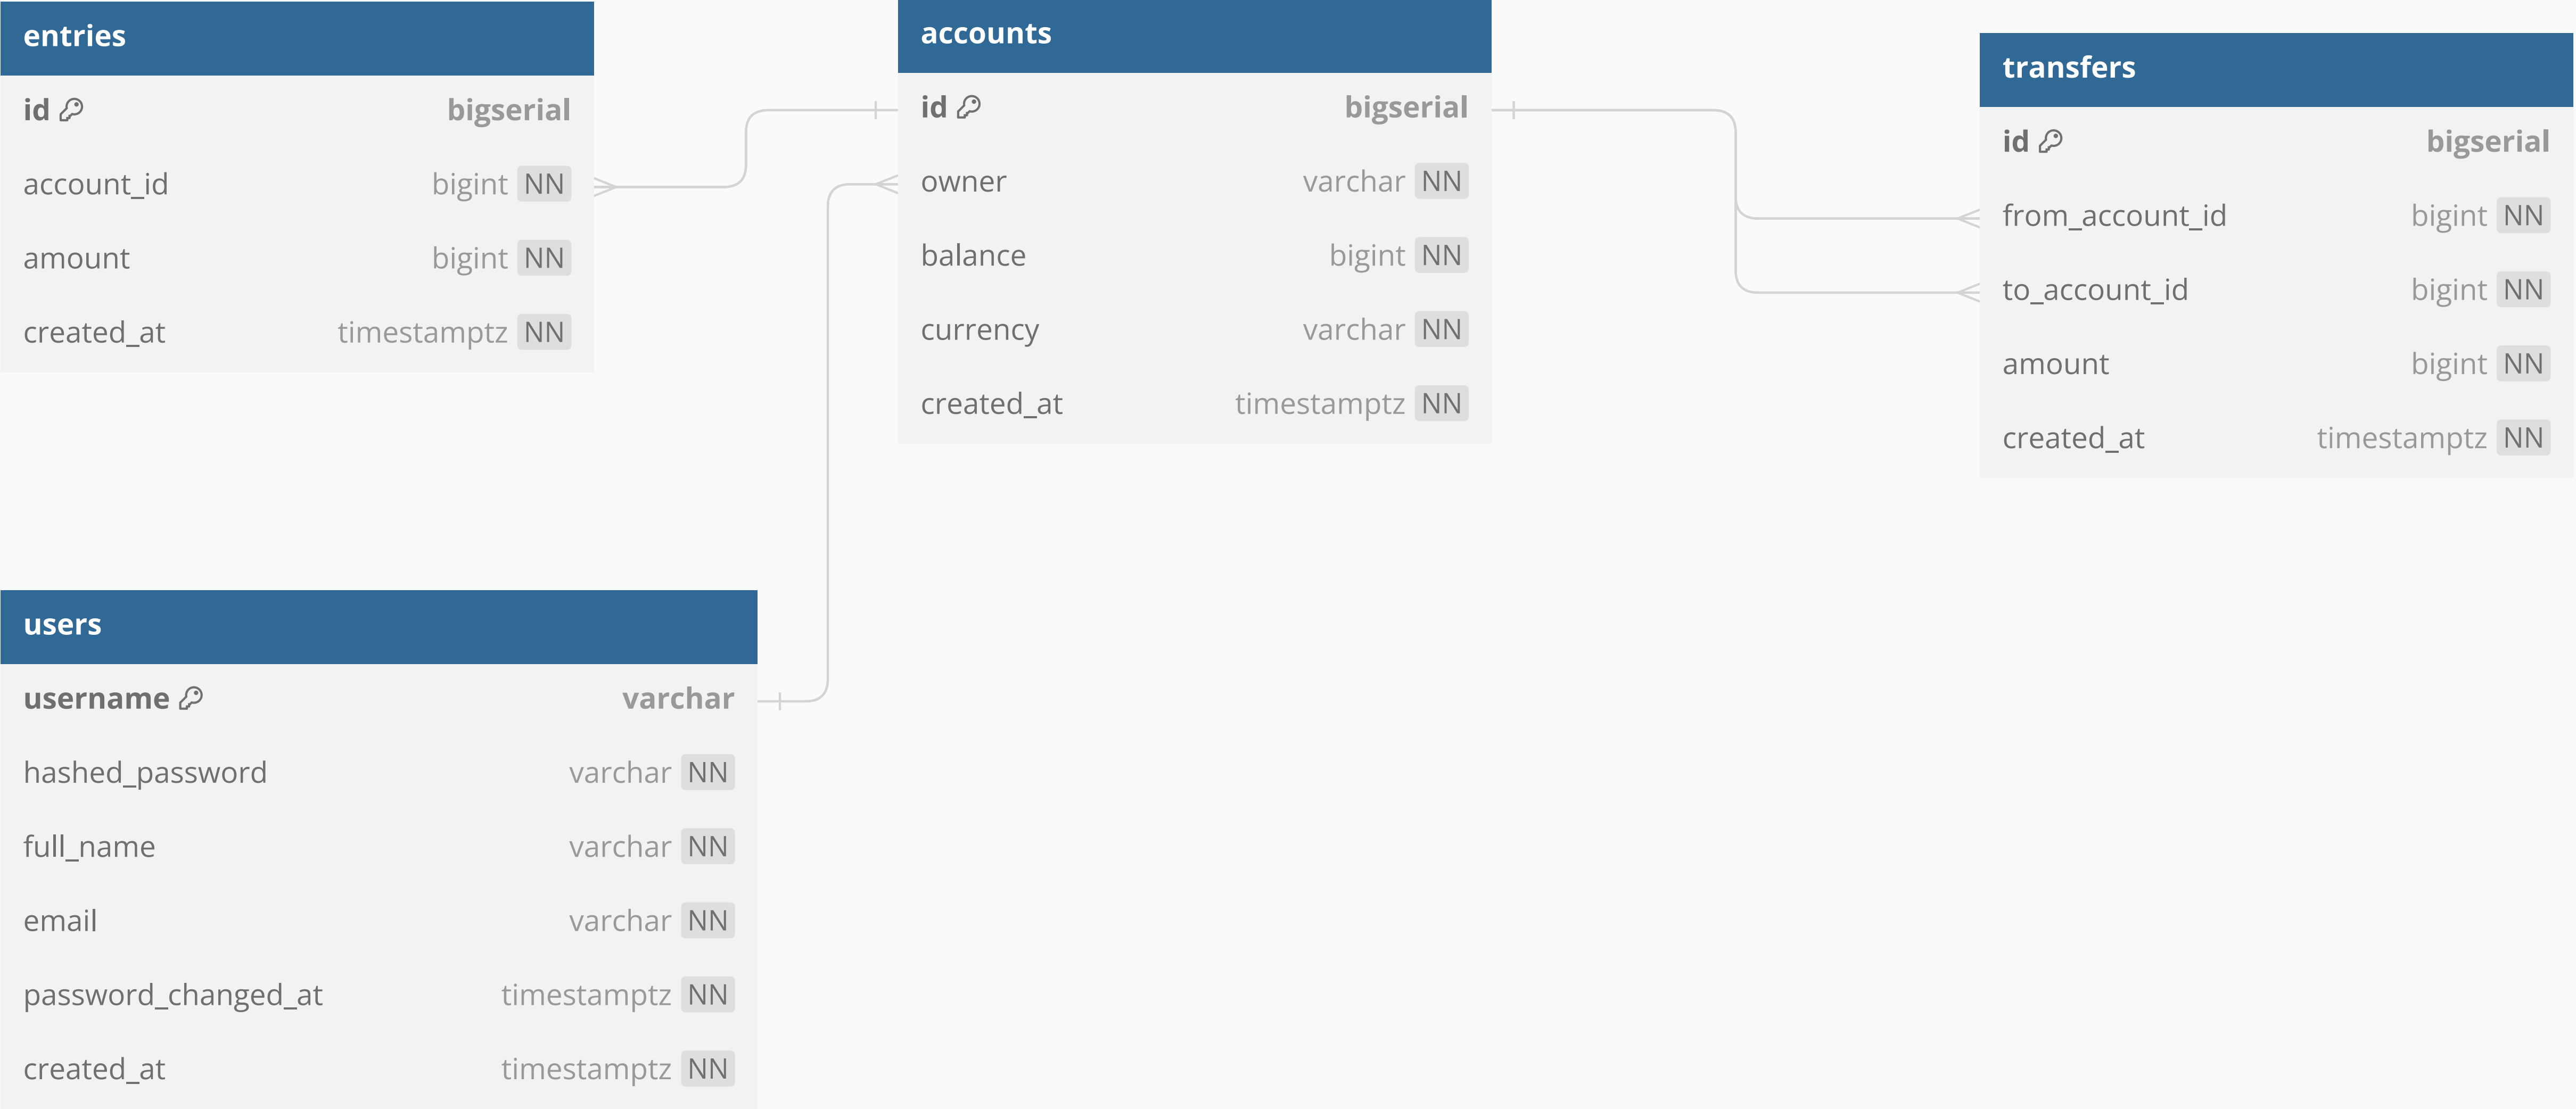 entries
id bigserial
account_id bigint NN
amount bigint NN
created_at timestamptz NN
accounts
id bigserial
owner varchar NN
balance bigint NN
currency varchar NN
created_at timestamptz NN
transfers
id bigserial
from_account_id bigint NN
to_account_id bigint NN
amount bigint NN
created_at timestamptz NN
users
username varchar
hashed_password varchar NN
full_name varchar NN
email varchar NN
password_changed_at timestamptz NN
created_at timestamptz NN